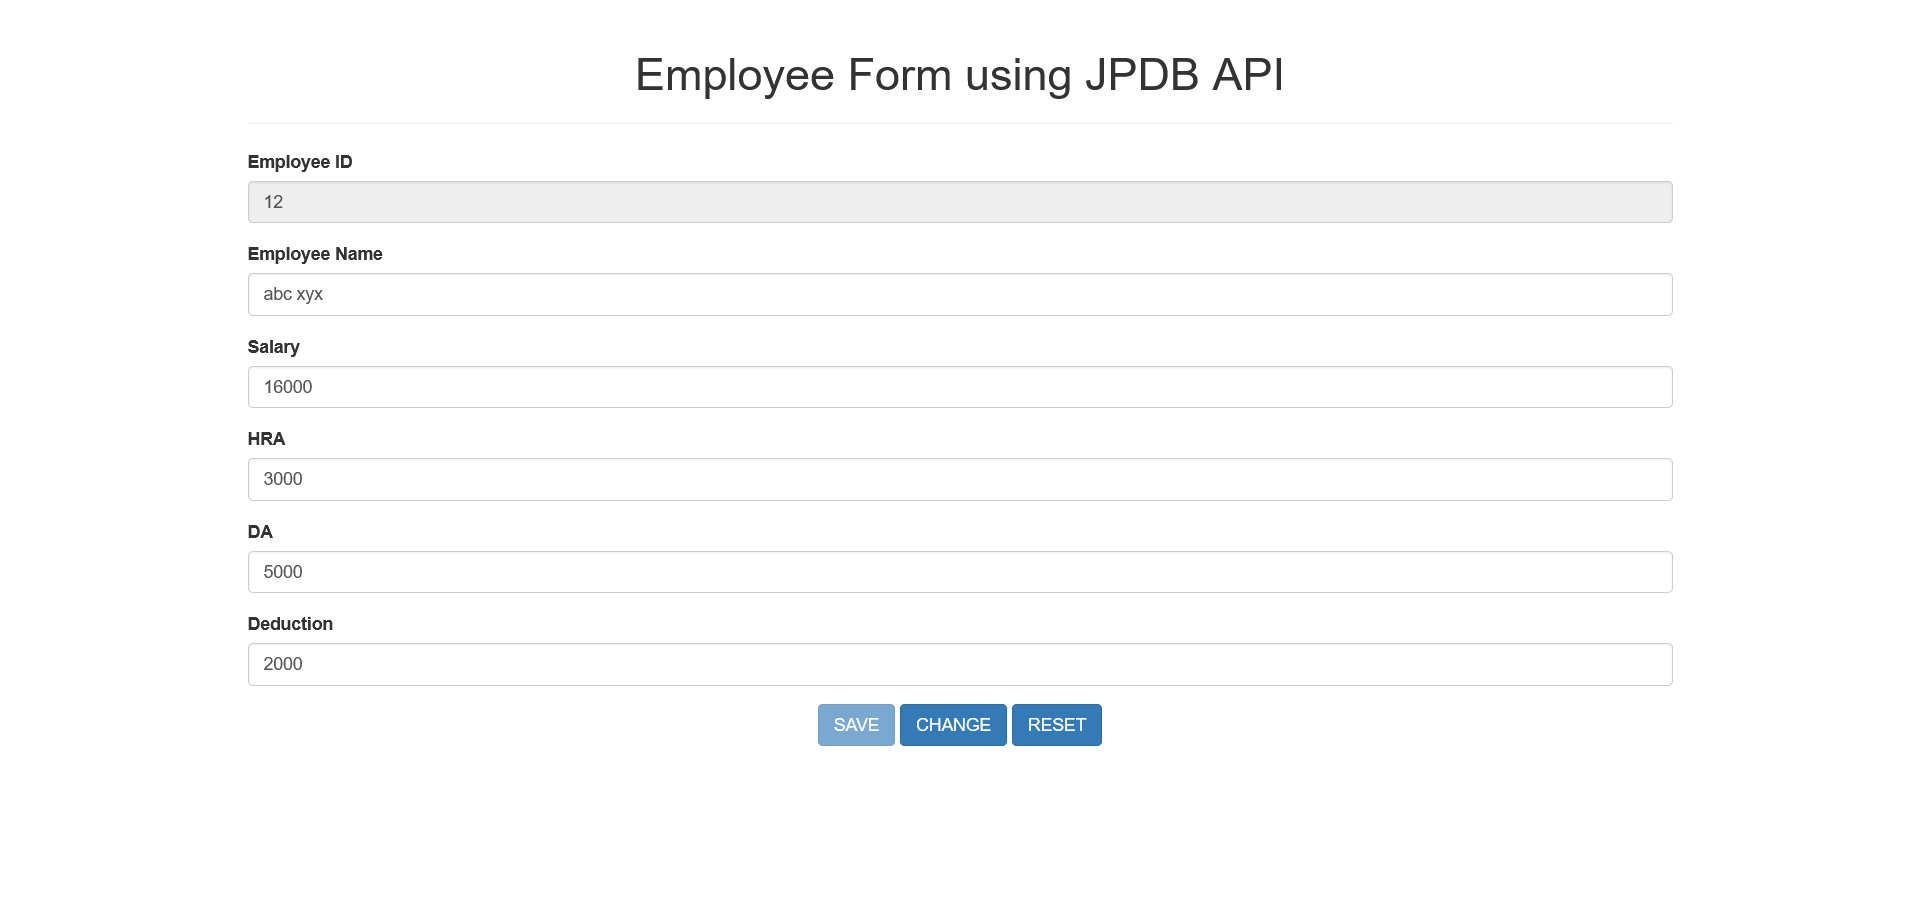 Employee Form using JPDB API
Employee ID
12
Employee Name
abc xyx
Salary
16000
HRA
3000
DA
5000
Deduction
2000
SAVE CHANGE RESET